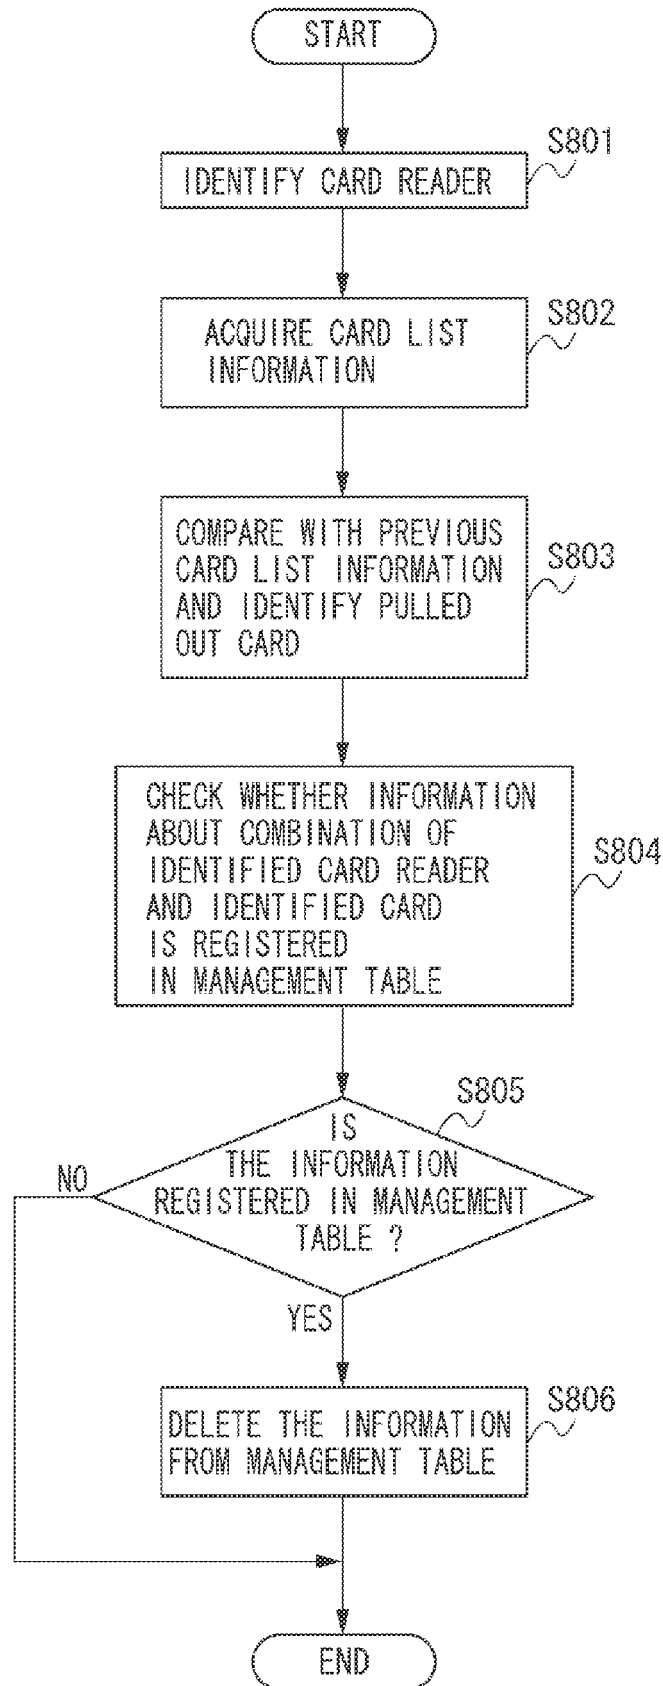 START
S801
IDENTIFY CARD READER
S802
ACQUIRE CARD LIST
INFORMATION
S803
COMPARE WITH PREVIOUS
CARD LIST INFORMATION
AND IDENTIFY PULLED
OUT CARD
S804
CHECK WHETHER INFORMATION
ABOUT COMBINATION OF
IDENTIFIED CARD READER
AND IDENTIFIED CARD
IS REGISTERED
IN MANAGEMENT TABLE
S805
IS
THE INFORMATION
REGISTERED IN MANAGEMENT
TABLE ?
NO
YES
S806
DELETE THE INFORMATION
FROM MANAGEMENT TABLE
END